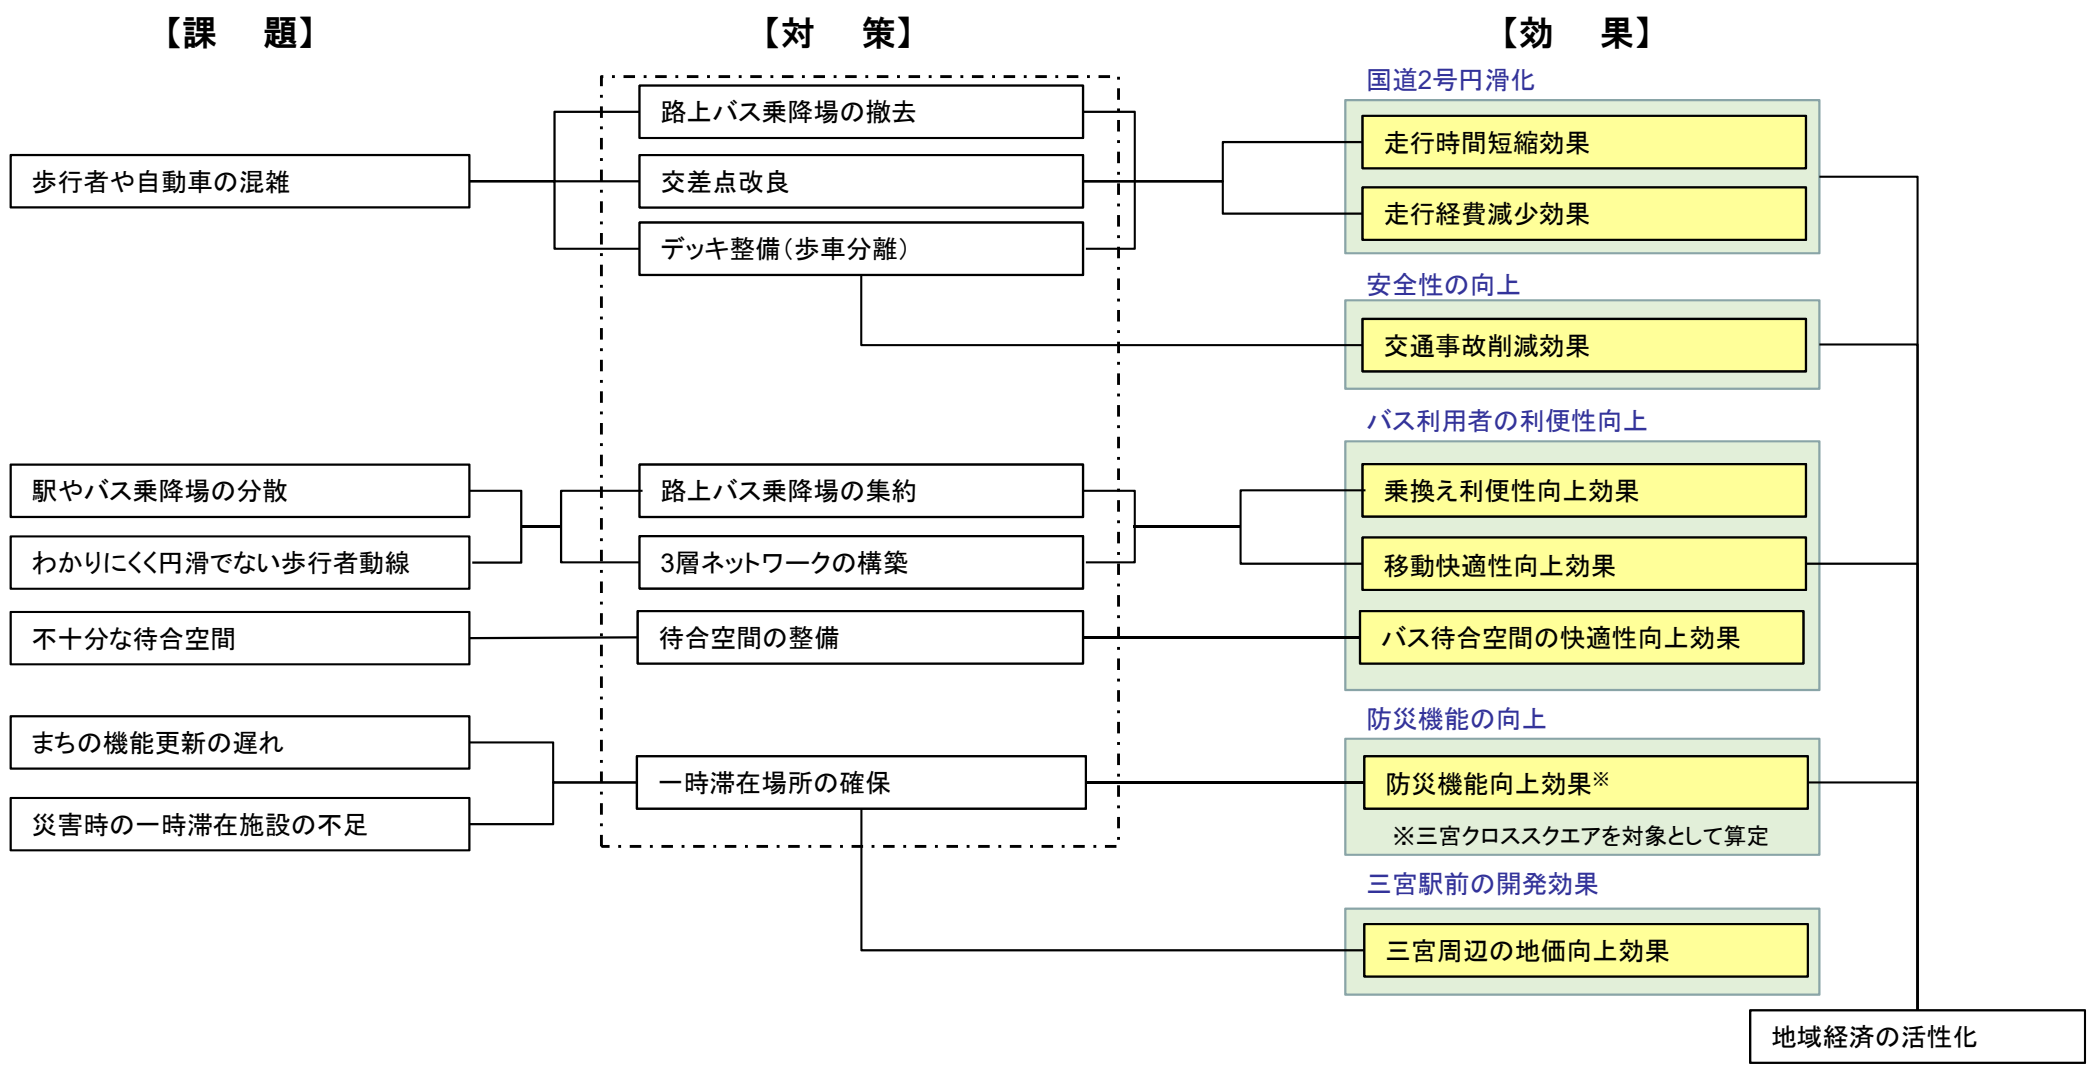 【課　題】
【対　策】
【効　果】
国道2号円滑化
路上バス乗降場の撤去
走行時間短縮効果
歩行者や自動車の混雑
交差点改良
走行経費減少効果
デッキ整備(歩車分離)
安全性の向上
交通事故削減効果
バス利用者の利便性向上
駅やバス乗降場の分散
路上バス乗降場の集約
乗換え利便性向上効果
わかりにくく円滑でない歩行者動線
3層ネットワークの構築
移動快適性向上効果
不十分な待合空間
待合空間の整備
バス待合空間の快適性向上効果
防災機能の向上
まちの機能更新の遅れ
一時滞在場所の確保
防災機能向上効果※
災害時の一時滞在施設の不足
※三宮クロススクエアを対象として算定
三宮駅前の開発効果
三宮周辺の地価向上効果
地域経済の活性化